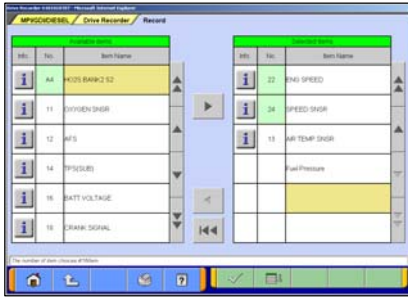 MPI/GDI/DIESEL Drive Recorder Record
Available items
Info. No. Item Name
A4 HO2S BANK2 S2
11 OXYGEN SNSR
12 AFS
14 TPS(SUB)
16 BATT VOLTAGE
18 CRANK SIGNAL
Selected items
Info. No. Item Name
22 ENG SPEED
24 SPEED SNSR
13 AIR TEMP SNSR
Fuel Pressure